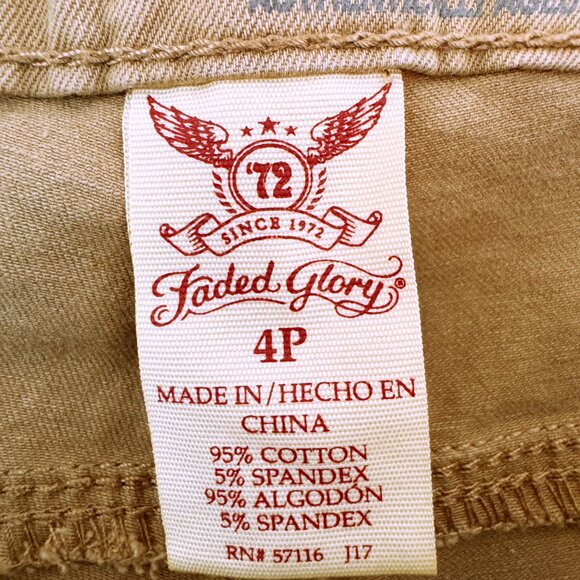 '72
SINCE 1972
Faded Glory®
4P
MADE IN/HECHO EN
CHINA
95% COTTON
5% SPANDEX
95% ALGODÓN
5% SPANDEX
RN# 57116 J17